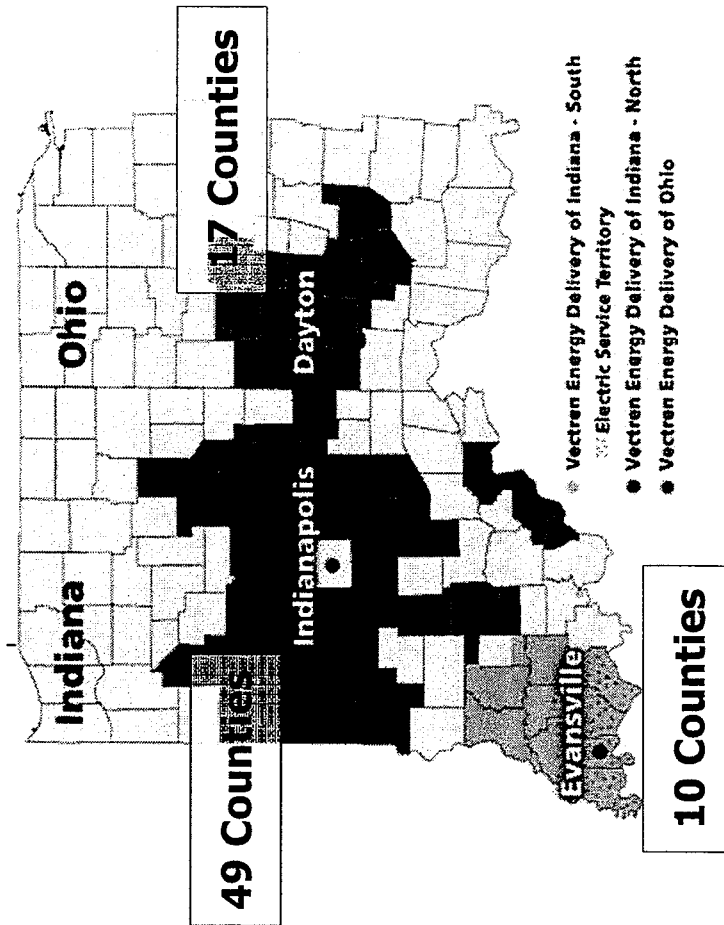 Indiana
Ohio
17 Counties
49 Counties
Indianapolis
Dayton
Evansville
10 Counties
Vectren Energy Delivery of Indiana - South
Electric Service Territory
Vectren Energy Delivery of Indiana - North
Vectren Energy Delivery of Ohio